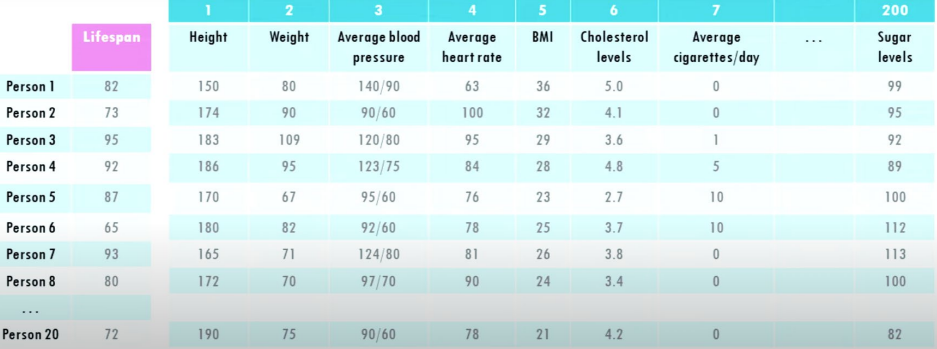 1 2 3 4 5 6 7 200
Lifespan Height Weight Average blood pressure Average heart rate BMI Cholesterol levels Average cigarettes/day ... Sugar levels
Person 1 82 150 80 140/90 63 36 5.0 0 99
Person 2 73 174 90 90/60 100 32 4.1 0 95
Person 3 95 183 109 120/80 95 29 3.6 1 92
Person 4 92 186 95 123/75 84 28 4.8 5 89
Person 5 87 170 67 95/60 76 23 2.7 10 100
Person 6 65 180 82 92/60 78 25 3.7 10 112
Person 7 93 165 71 124/80 81 26 3.8 0 113
Person 8 80 172 70 97/70 90 24 3.4 0 100
...
Person 20 72 190 75 90/60 78 21 4.2 0 82